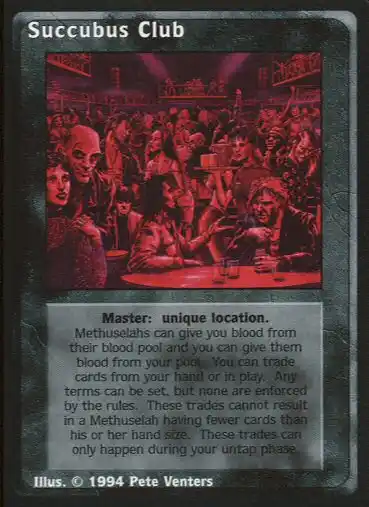 Succubus Club
Master: unique location.
Methuselahs can give you blood from
their blood pool and you can give them
blood from your pool. You can trade
cards from your hand or in play. Any
terms can be set, but none are enforced
by the rules. These trades cannot result
in a Methuselah having fewer cards than
his or her hand size. These trades can
only happen during your untap phase.
Illus. © 1994 Pete Venters